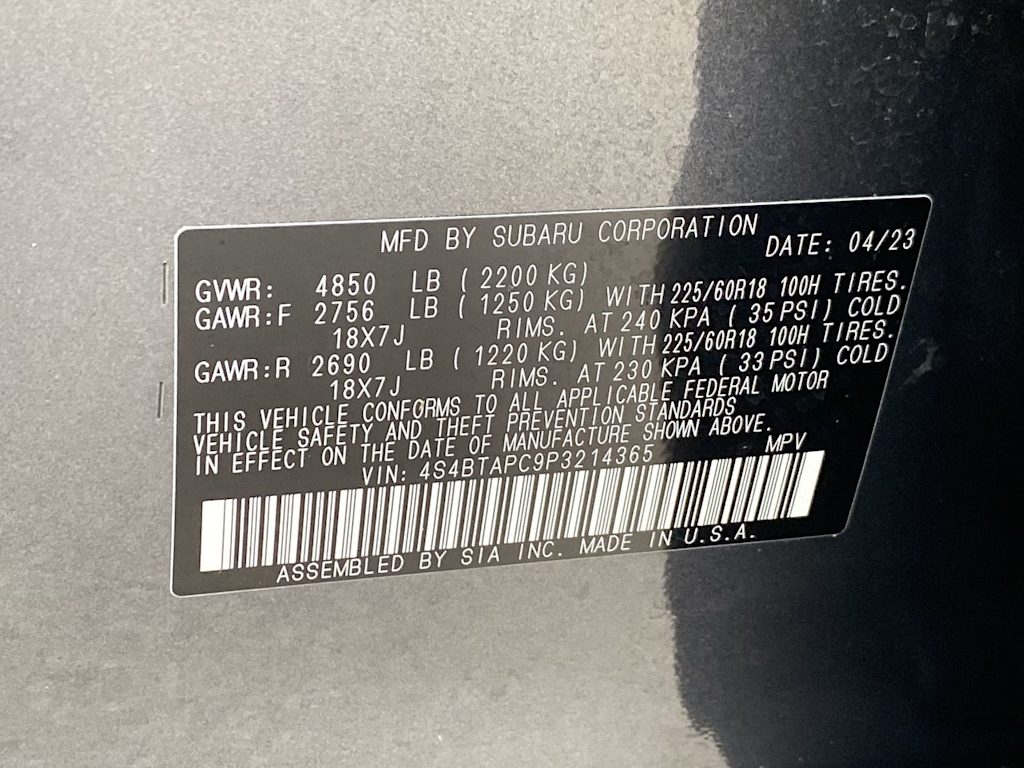 MFD BY SUBARU CORPORATION DATE: 04/23
GVWR: 4850 LB ( 2200 KG)
GAWR:F 2756 LB ( 1250 KG) WITH 225/60R18 100H TIRES.
18X7J RIMS. AT 240 KPA ( 35 PSI) COLD
GAWR:R 2690 LB ( 1220 KG) WITH 225/60R18 100H TIRES.
18X7J RIMS. AT 230 KPA ( 33 PSI) COLD
THIS VEHICLE CONFORMS TO ALL APPLICABLE FEDERAL MOTOR
VEHICLE SAFETY AND THEFT PREVENTION STANDARDS
IN EFFECT ON THE DATE OF MANUFACTURE SHOWN ABOVE.
VIN: 4S4BTAPC9P3214365 MPV
ASSEMBLED BY SIA INC. MADE IN U.S.A.